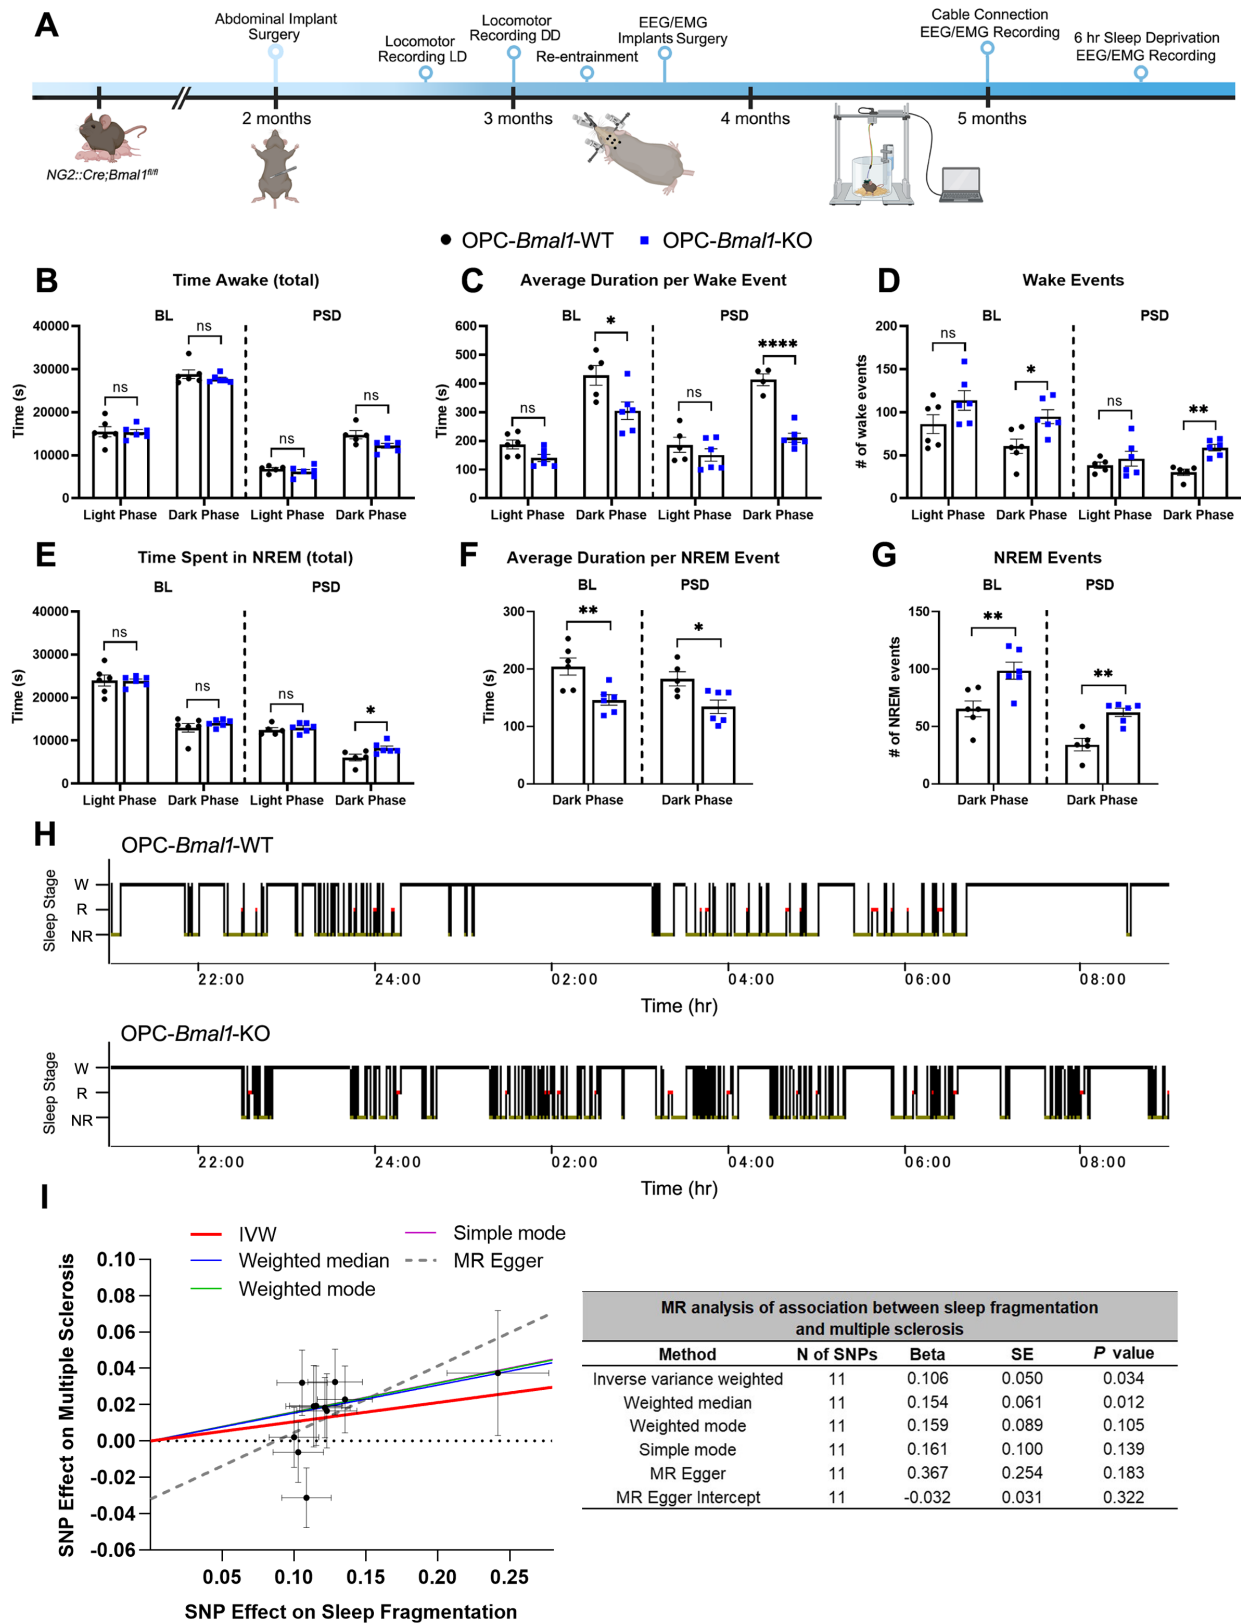 A
Abdominal Implant
Surgery
Locomotor
Recording LD
Locomotor
Recording DD
Re-entrainment
EEG/EMG
Implants Surgery
Cable Connection
EEG/EMG Recording
6 hr Sleep Deprivation
EEG/EMG Recording
2 months
3 months
4 months
5 months
NG2::Cre;Bmal1fl/fl
OPC-Bmal1-WT
OPC-Bmal1-KO
B
Time Awake (total)
BL
PSD
Time (s)
40000
30000
20000
10000
0
ns
ns
ns
ns
Light Phase
Dark Phase
Light Phase
Dark Phase
C
Average Duration per Wake Event
BL
PSD
Time (s)
600
500
400
300
200
100
0
ns
*
ns
****
Light Phase
Dark Phase
Light Phase
Dark Phase
D
Wake Events
BL
PSD
# of wake events
200
150
100
50
0
ns
*
ns
**
Light Phase
Dark Phase
Light Phase
Dark Phase
E
Time Spent in NREM (total)
BL
PSD
Time (s)
40000
30000
20000
10000
0
ns
ns
ns
*
Light Phase
Dark Phase
Light Phase
Dark Phase
F
Average Duration per NREM Event
BL
PSD
Time (s)
300
200
100
0
**
*
Dark Phase
Dark Phase
G
NREM Events
BL
PSD
# of NREM events
150
100
50
0
**
**
Dark Phase
Dark Phase
H
OPC-Bmal1-WT
Sleep Stage
W
R
NR
22:00
24:00
02:00
04:00
06:00
08:00
Time (hr)
OPC-Bmal1-KO
Sleep Stage
W
R
NR
22:00
24:00
02:00
04:00
06:00
08:00
Time (hr)
I
IVW
Weighted median
Weighted mode
Simple mode
MR Egger
SNP Effect on Multiple Sclerosis
0.10
0.08
0.06
0.04
0.02
0.00
-0.02
-0.04
-0.06
0.05
0.10
0.15
0.20
0.25
SNP Effect on Sleep Fragmentation
MR analysis of association between sleep fragmentation
and multiple sclerosis
Method N of SNPs Beta SE P value
Inverse variance weighted 11 0.106 0.050 0.034
Weighted median 11 0.154 0.061 0.012
Weighted mode 11 0.159 0.089 0.105
Simple mode 11 0.161 0.100 0.139
MR Egger 11 0.367 0.254 0.183
MR Egger Intercept 11 -0.032 0.031 0.322